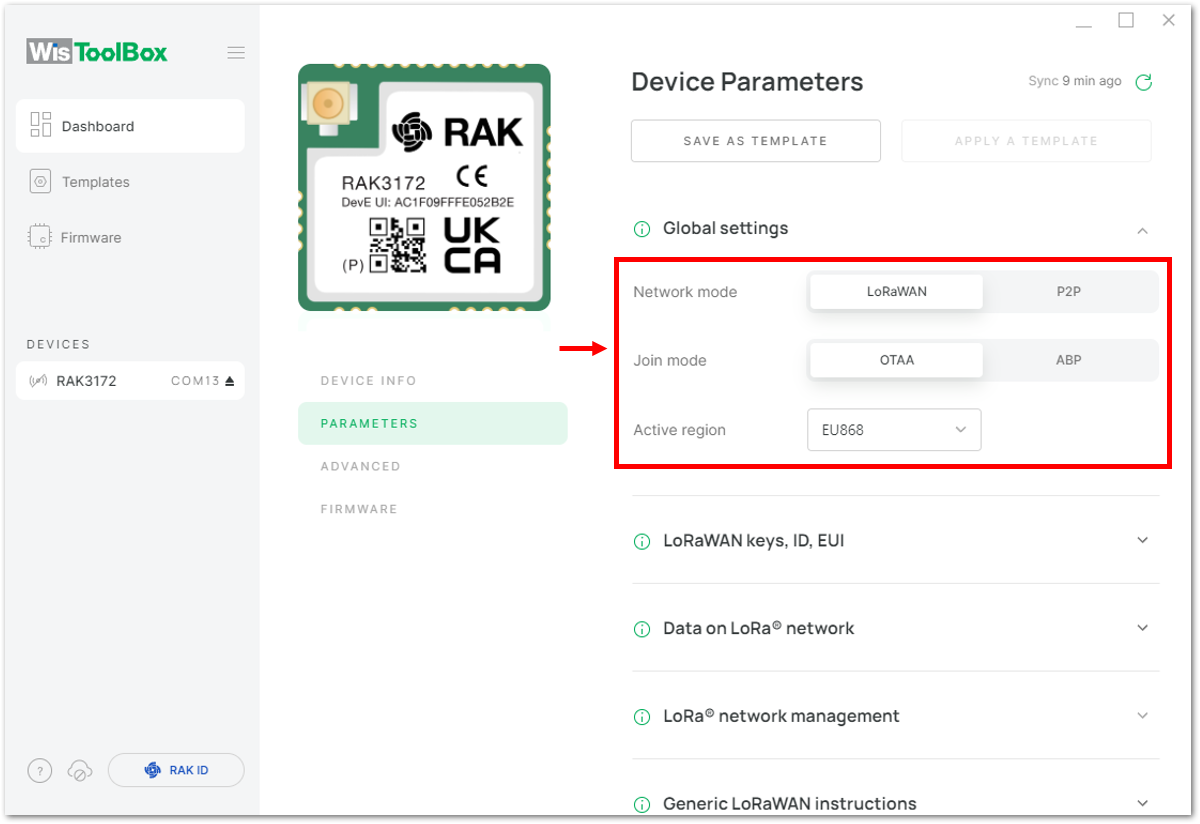 WisToolBox
Dashboard
Templates
Firmware
DEVICES
RAK3172 COM13
?
RAK ID
RAK
RAK3172
DevE UI: AC1F09FFFE052B2E
(P)
UK
CA
DEVICE INFO
PARAMETERS
ADVANCED
FIRMWARE
Device Parameters
Sync 9 min ago
SAVE AS TEMPLATE APPLY A TEMPLATE
Global settings
Network mode LoRaWAN P2P
Join mode OTAA ABP
Active region EU868
LoRaWAN keys, ID, EUI
Data on LoRa® network
LoRa® network management
Generic LoRaWAN instructions